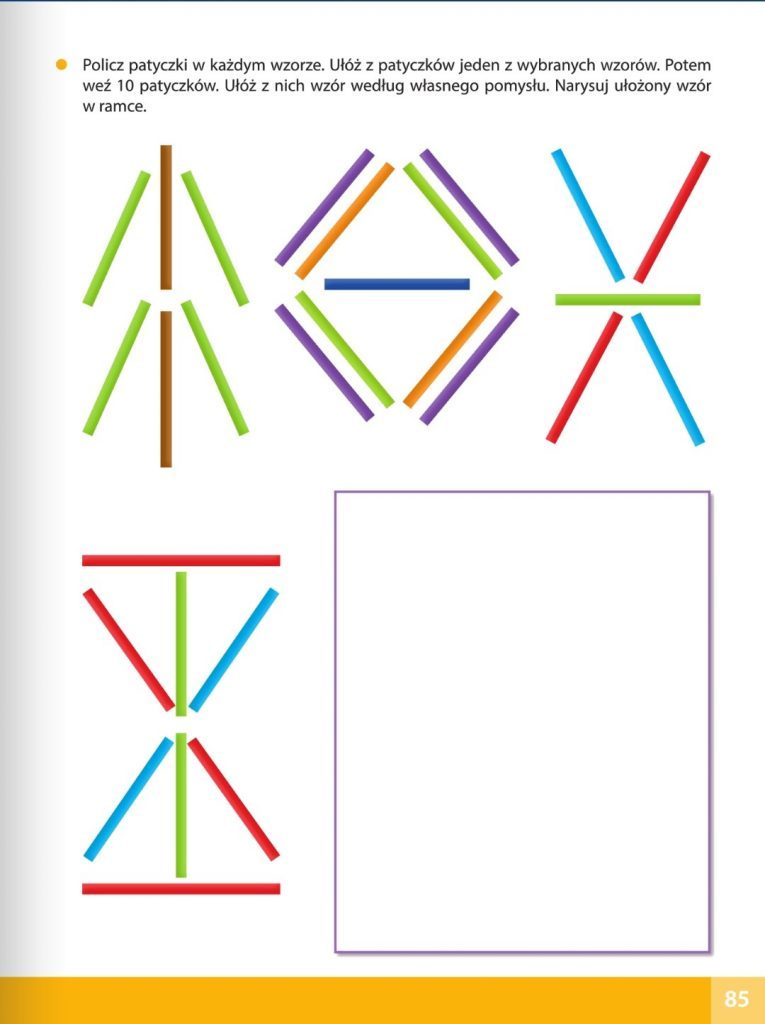 Policz patyczki w każdym wzorze. Ułóż z patyczków jeden z wybranych wzorów. Potem
weź 10 patyczków. Ułóż z nich wzór według własnego pomysłu. Narysuj ułożony wzór
w ramce.
85